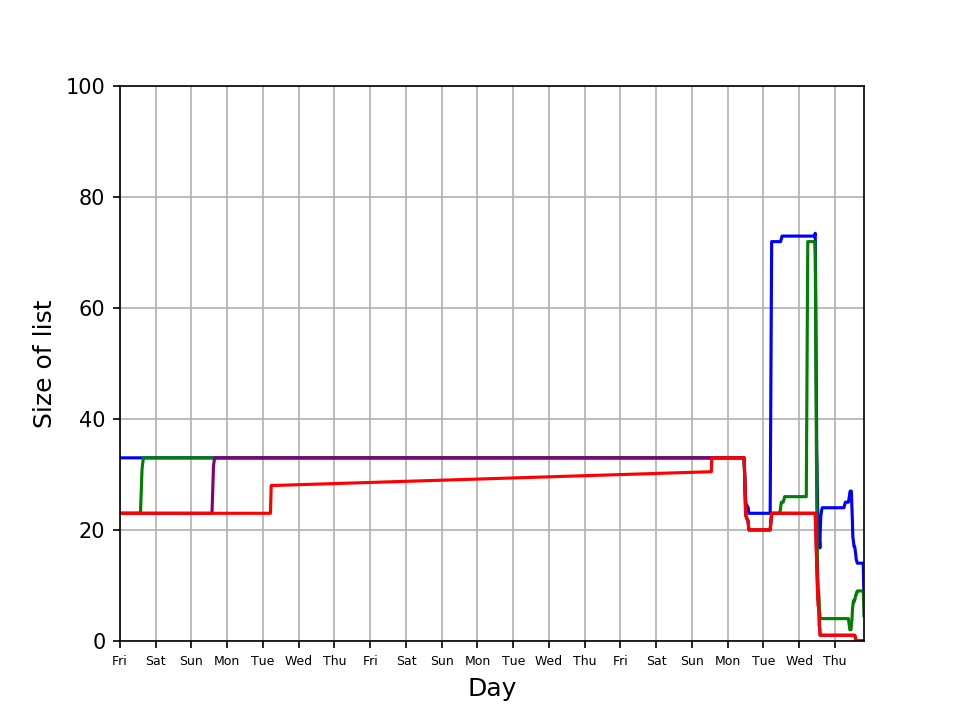 100
80
60
40
20
0
Size of list
Fri Sat Sun Mon Tue Wed Thu Fri Sat Sun Mon Tue Wed Thu Fri Sat Sun Mon Tue Wed Thu
Day